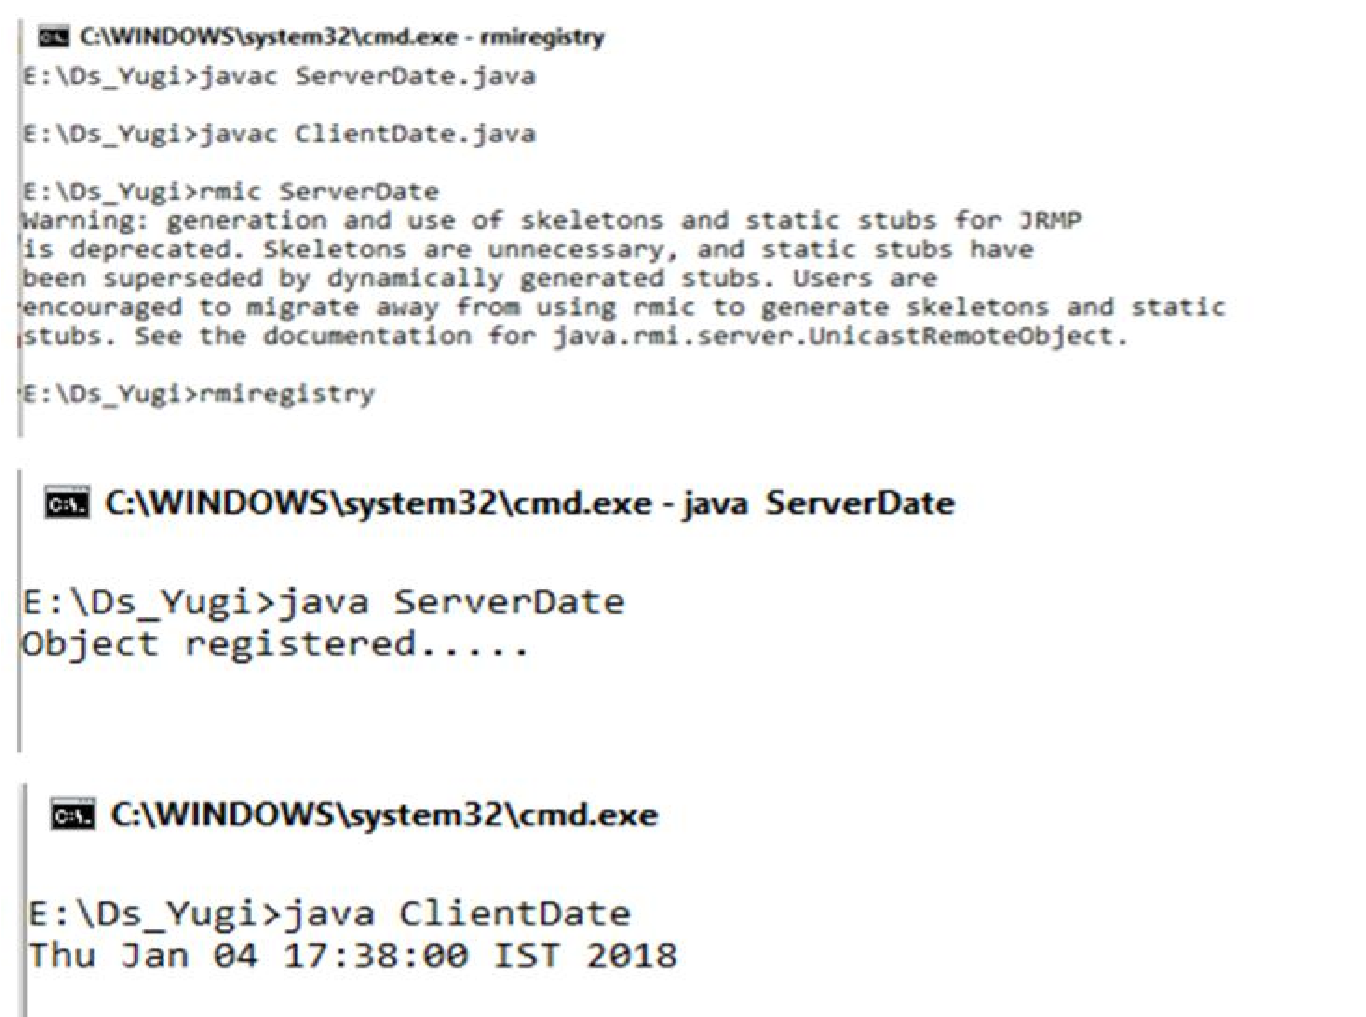 C:\WINDOWS\system32\cmd.exe - rmiregistry
E:\Ds_Yugi>javac ServerDate.java
E:\Ds_Yugi>javac ClientDate.java
E:\Ds_Yugi>rmic ServerDate
Warning: generation and use of skeletons and static stubs for JRMP
is deprecated. Skeletons are unnecessary, and static stubs have
been superseded by dynamically generated stubs. Users are
encouraged to migrate away from using rmic to generate skeletons and static
stubs. See the documentation for java.rmi.server.UnicastRemoteObject.
E:\Ds_Yugi>rmiregistry
C:\WINDOWS\system32\cmd.exe - java  ServerDate
E:\Ds_Yugi>java ServerDate
Object registered.....
C:\WINDOWS\system32\cmd.exe
E:\Ds_Yugi>java ClientDate
Thu Jan 04 17:38:00 IST 2018